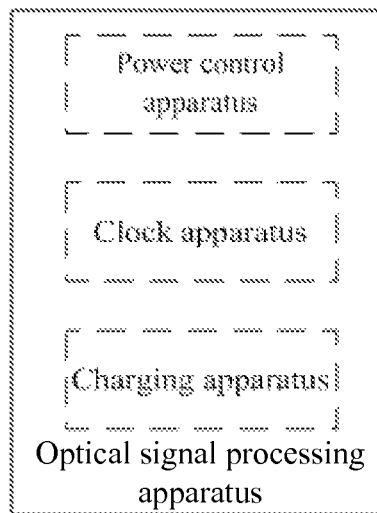 Power control
apparatus
Clock apparatus
Charging apparatus
Optical signal processing
apparatus